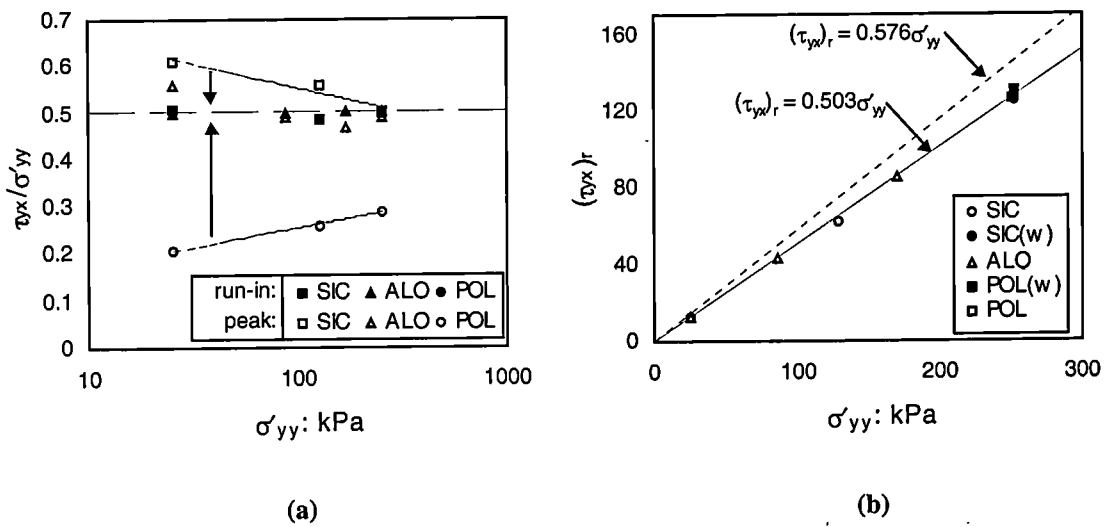 0.7
0.6
0.5
0.4
0.3
0.2
0.1
0
τyx/σ′yy
run-in: ■ SIC ▲ ALO ● POL
peak: □ SIC △ ALO ○ POL
10 100 1000
σ′yy: kPa
(a)
160
120
80
40
0
(τyx)r
(τyx)r = 0.576σ′yy
(τyx)r = 0.503σ′yy
○ SIC
● SIC(w)
△ ALO
■ POL(w)
□ POL
0 100 200 300
σ′yy: kPa
(b)